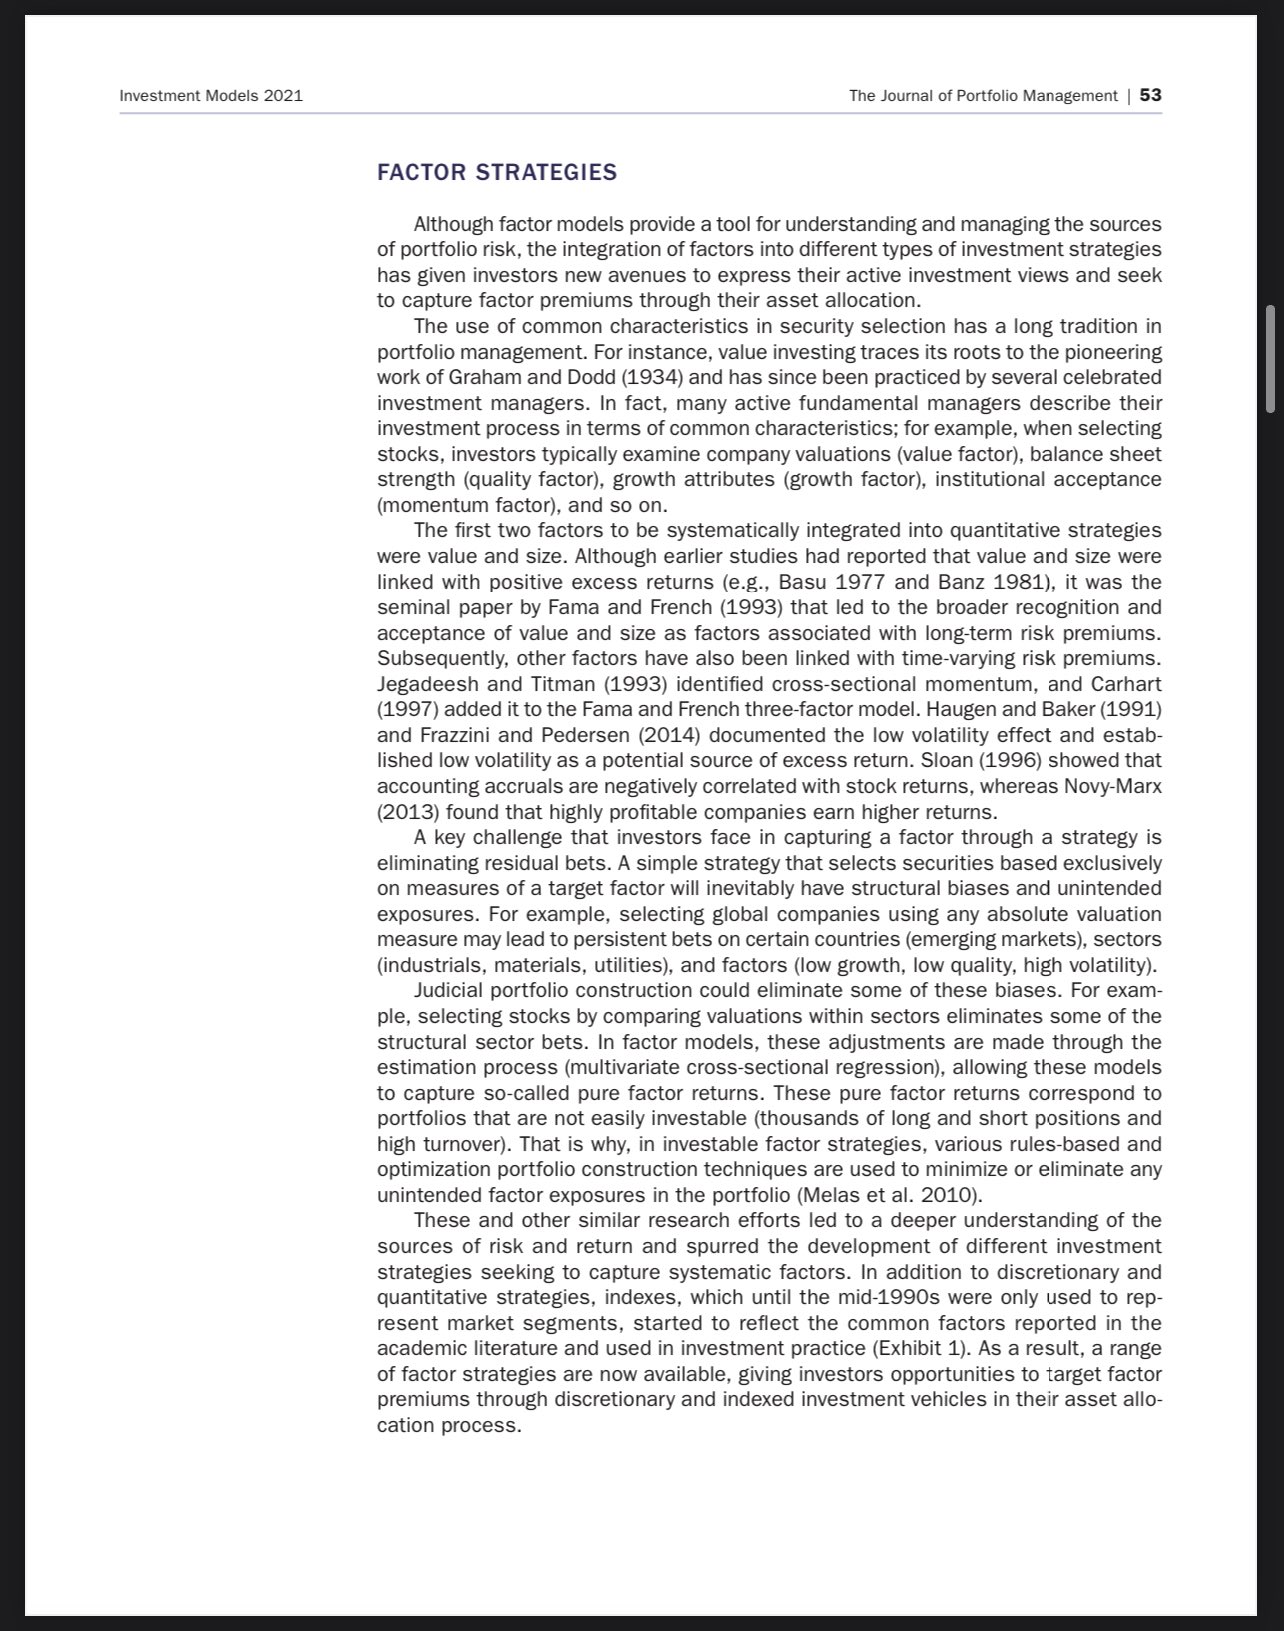 Investment Models 2021
The Journal of Portfolio Management | 53
FACTOR STRATEGIES
Although factor models provide a tool for understanding and managing the sources
of portfolio risk, the integration of factors into different types of investment strategies
has given investors new avenues to express their active investment views and seek
to capture factor premiums through their asset allocation.
The use of common characteristics in security selection has a long tradition in
portfolio management. For instance, value investing traces its roots to the pioneering
work of Graham and Dodd (1934) and has since been practiced by several celebrated
investment managers. In fact, many active fundamental managers describe their
investment process in terms of common characteristics; for example, when selecting
stocks, investors typically examine company valuations (value factor), balance sheet
strength (quality factor), growth attributes (growth factor), institutional acceptance
(momentum factor), and so on.
The first two factors to be systematically integrated into quantitative strategies
were value and size. Although earlier studies had reported that value and size were
linked with positive excess returns (e.g., Basu 1977 and Banz 1981), it was the
seminal paper by Fama and French (1993) that led to the broader recognition and
acceptance of value and size as factors associated with long-term risk premiums.
Subsequently, other factors have also been linked with time-varying risk premiums.
Jegadeesh and Titman (1993) identified cross-sectional momentum, and Carhart
(1997) added it to the Fama and French three-factor model. Haugen and Baker (1991)
and Frazzini and Pedersen (2014) documented the low volatility effect and estab-
lished low volatility as a potential source of excess return. Sloan (1996) showed that
accounting accruals are negatively correlated with stock returns, whereas Novy-Marx
(2013) found that highly profitable companies earn higher returns.
A key challenge that investors face in capturing a factor through a strategy is
eliminating residual bets. A simple strategy that selects securities based exclusively
on measures of a target factor will inevitably have structural biases and unintended
exposures. For example, selecting global companies using any absolute valuation
measure may lead to persistent bets on certain countries (emerging markets), sectors
(industrials, materials, utilities), and factors (low growth, low quality, high volatility).
Judicial portfolio construction could eliminate some of these biases. For exam-
ple, selecting stocks by comparing valuations within sectors eliminates some of the
structural sector bets. In factor models, these adjustments are made through the
estimation process (multivariate cross-sectional regression), allowing these models
to capture so-called pure factor returns. These pure factor returns correspond to
portfolios that are not easily investable (thousands of long and short positions and
high turnover). That is why, in investable factor strategies, various rules-based and
optimization portfolio construction techniques are used to minimize or eliminate any
unintended factor exposures in the portfolio (Melas et al. 2010).
These and other similar research efforts led to a deeper understanding of the
sources of risk and return and spurred the development of different investment
strategies seeking to capture systematic factors. In addition to discretionary and
quantitative strategies, indexes, which until the mid-1990s were only used to rep-
resent market segments, started to reflect the common factors reported in the
academic literature and used in investment practice (Exhibit 1). As a result, a range
of factor strategies are now available, giving investors opportunities to target factor
premiums through discretionary and indexed investment vehicles in their asset allo-
cation process.